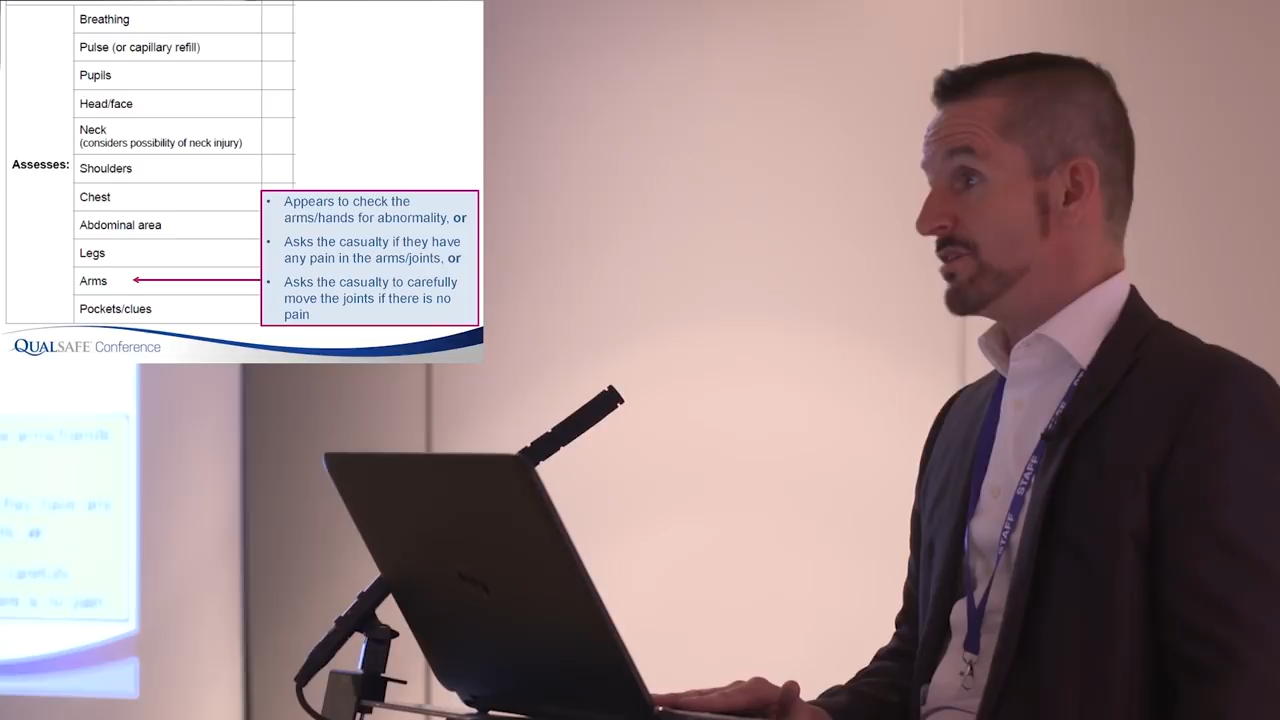 Breathing
Pulse (or capillary refill)
Pupils
Head/face
Neck
(considers possibility of neck injury)
Assesses:
Shoulders
Chest
Abdominal area
Legs
Arms
Pockets/clues
• Appears to check the
arms/hands for abnormality, or
• Asks the casualty if they have
any pain in the arms/joints, or
• Asks the casualty to carefully
move the joints if there is no
pain
QUALSAFE Conference
STAFF
STAFF